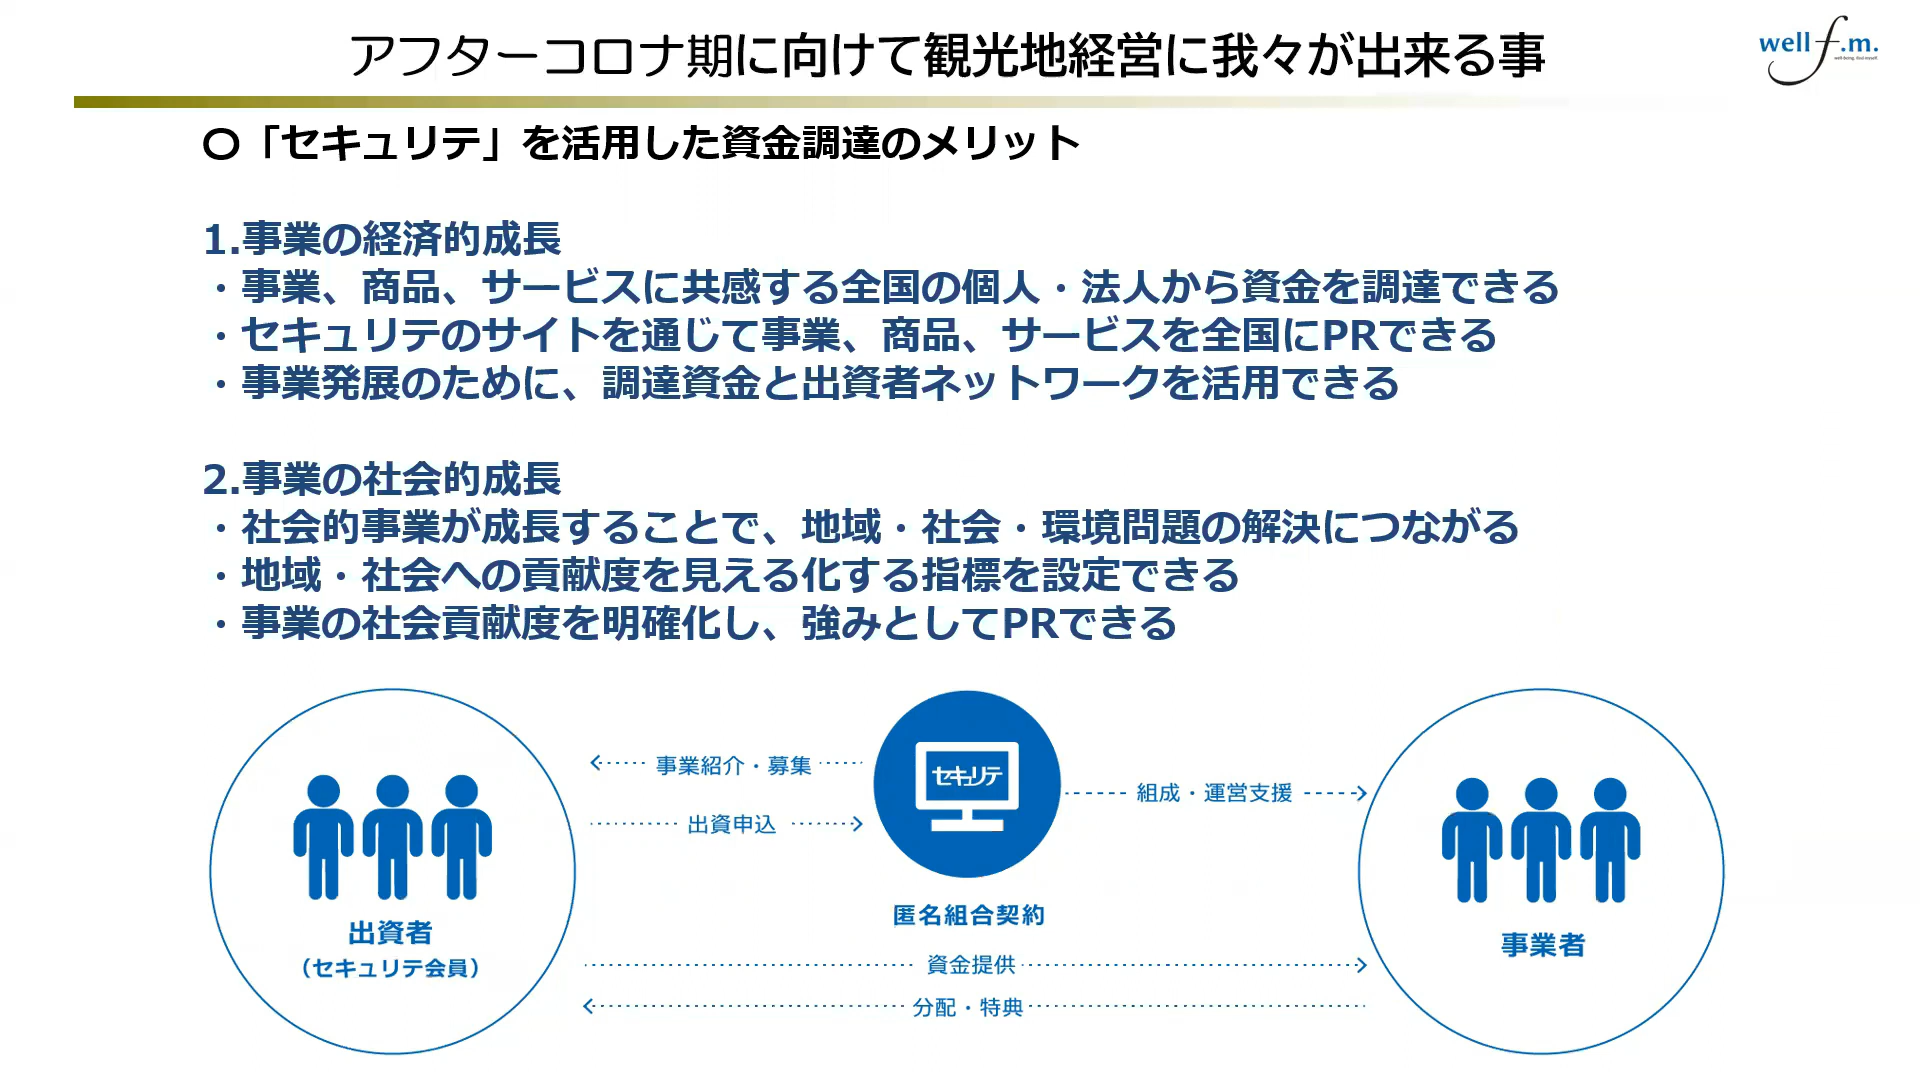 アフターコロナ期に向けて観光地経営に我々が出来る事
well f.m.
〇「セキュリテ」を活用した資金調達のメリット
1.事業の経済的成長
・事業、商品、サービスに共感する全国の個人・法人から資金を調達できる
・セキュリテのサイトを通じて事業、商品、サービスを全国にPRできる
・事業発展のために、調達資金と出資者ネットワークを活用できる
2.事業の社会的成長
・社会的事業が成長することで、地域・社会・環境問題の解決につながる
・地域・社会への貢献度を見える化する指標を設定できる
・事業の社会貢献度を明確化し、強みとしてPRできる
事業紹介・募集
出資申込
セキュリテ
組成・運営支援
匿名組合契約
出資者
（セキュリテ会員）
事業者
資金提供
分配・特典